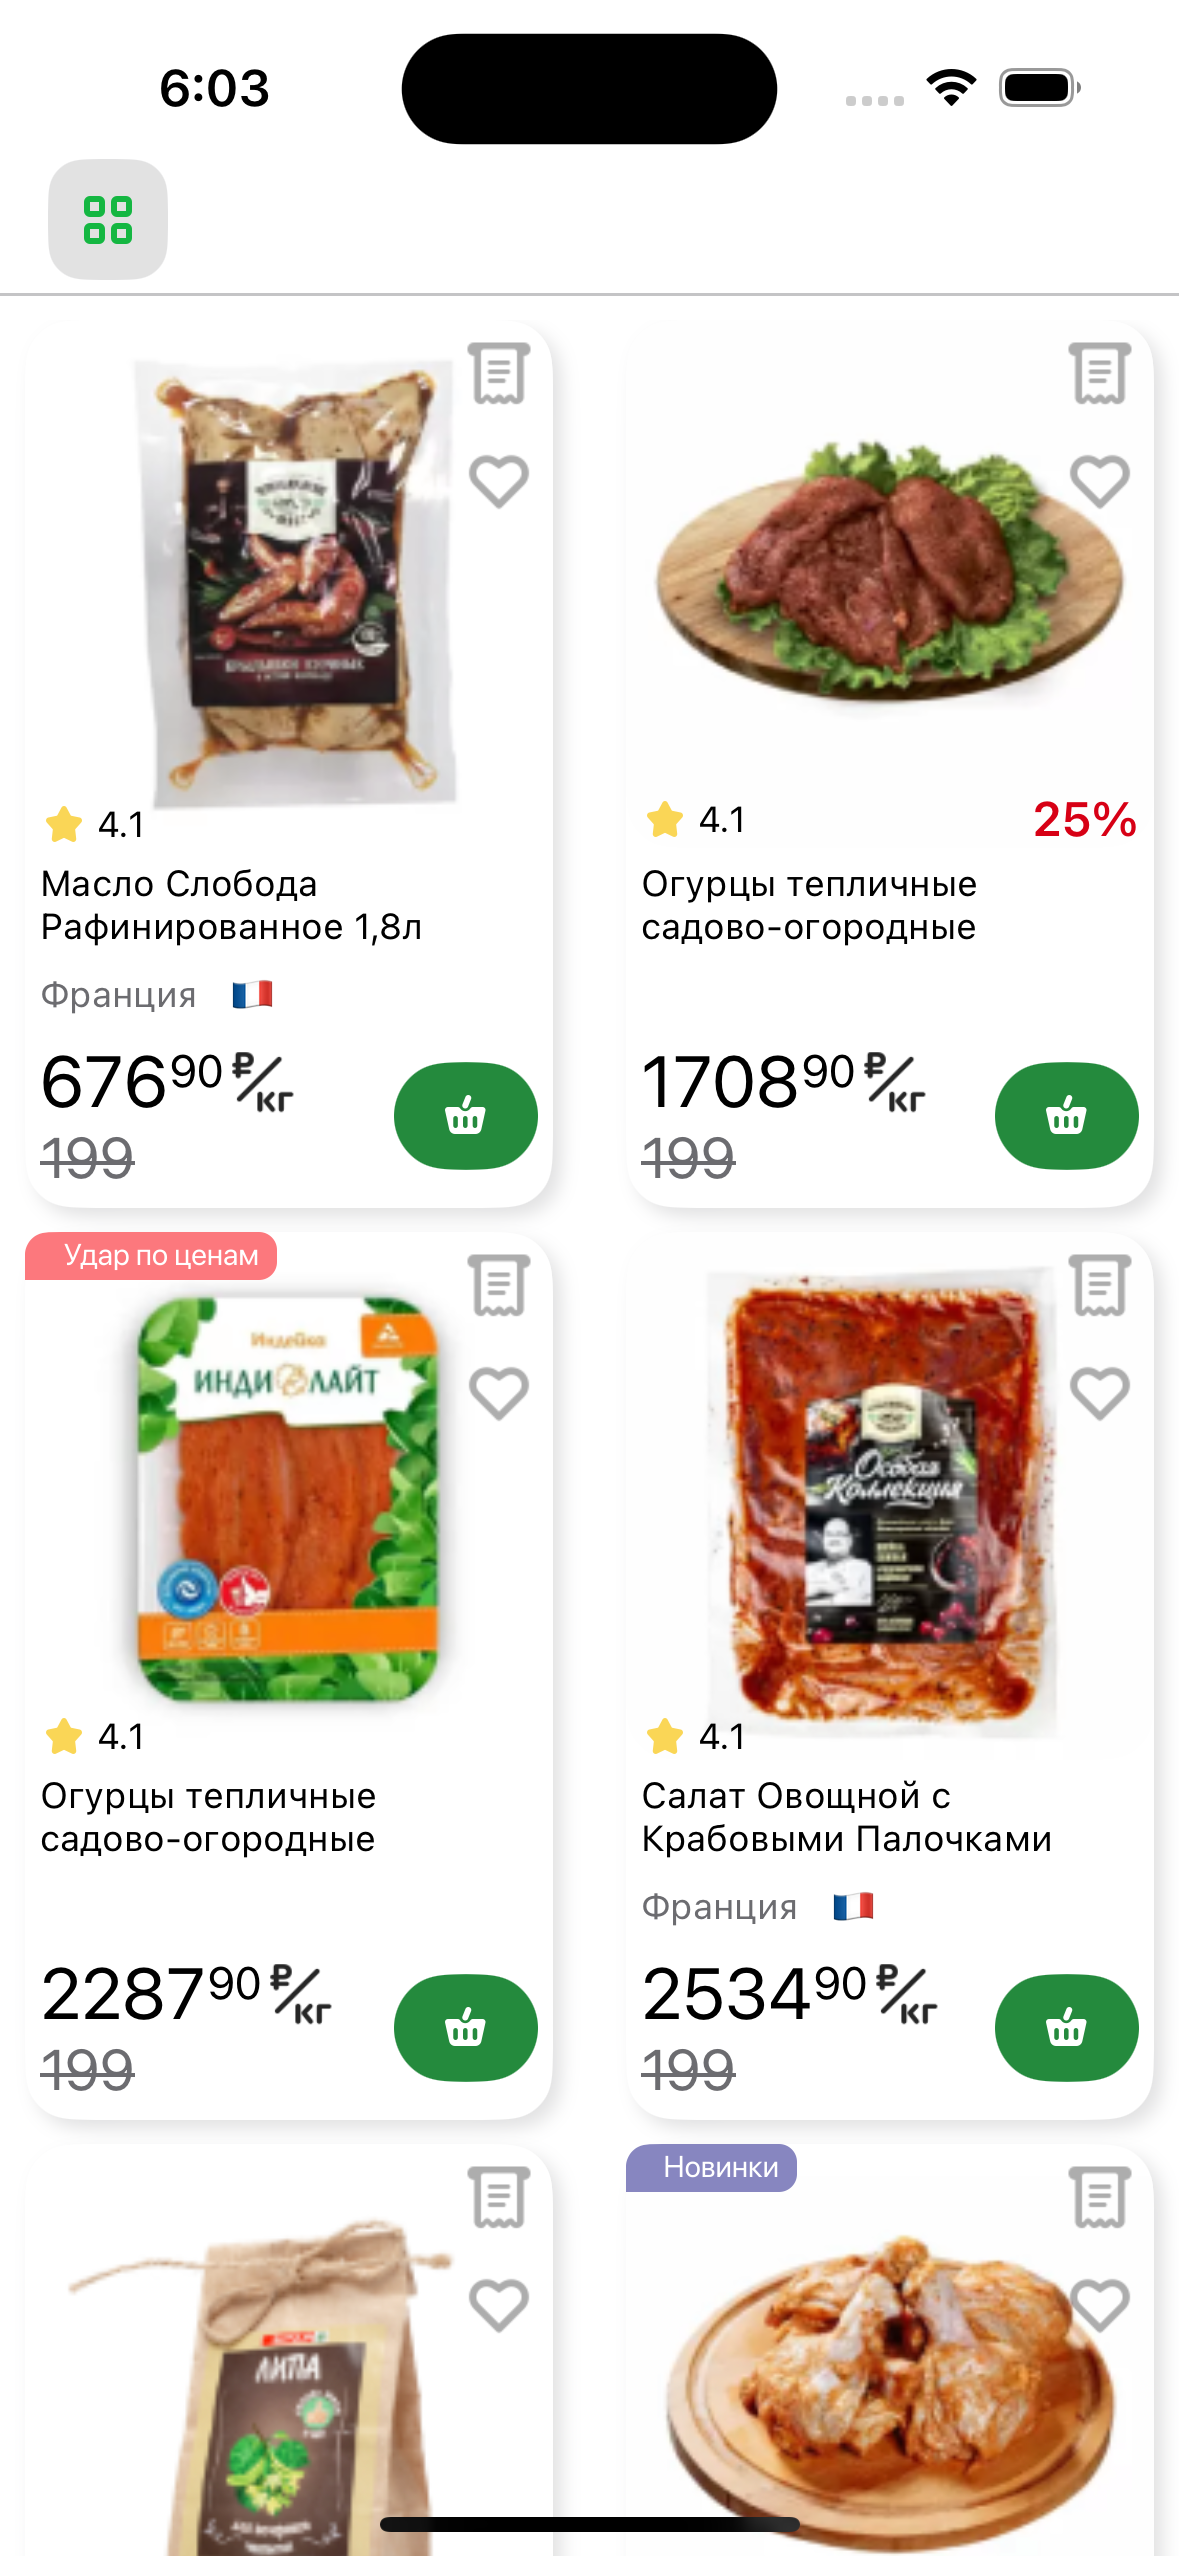 6:03
4.1
Масло Слобода
Рафинированное 1,8л
Франция
676 90 ₽/кг
199
4.1
25%
Огурцы тепличные
садово-огородные
1708 90 ₽/кг
199
Удар по ценам
Индейка
ИНДИЛАЙТ
4.1
Огурцы тепличные
садово-огородные
2287 90 ₽/кг
199
Особая
Коллекция
4.1
Салат Овощной с
Крабовыми Палочками
Франция
2534 90 ₽/кг
199
ЛИПА
Новинки